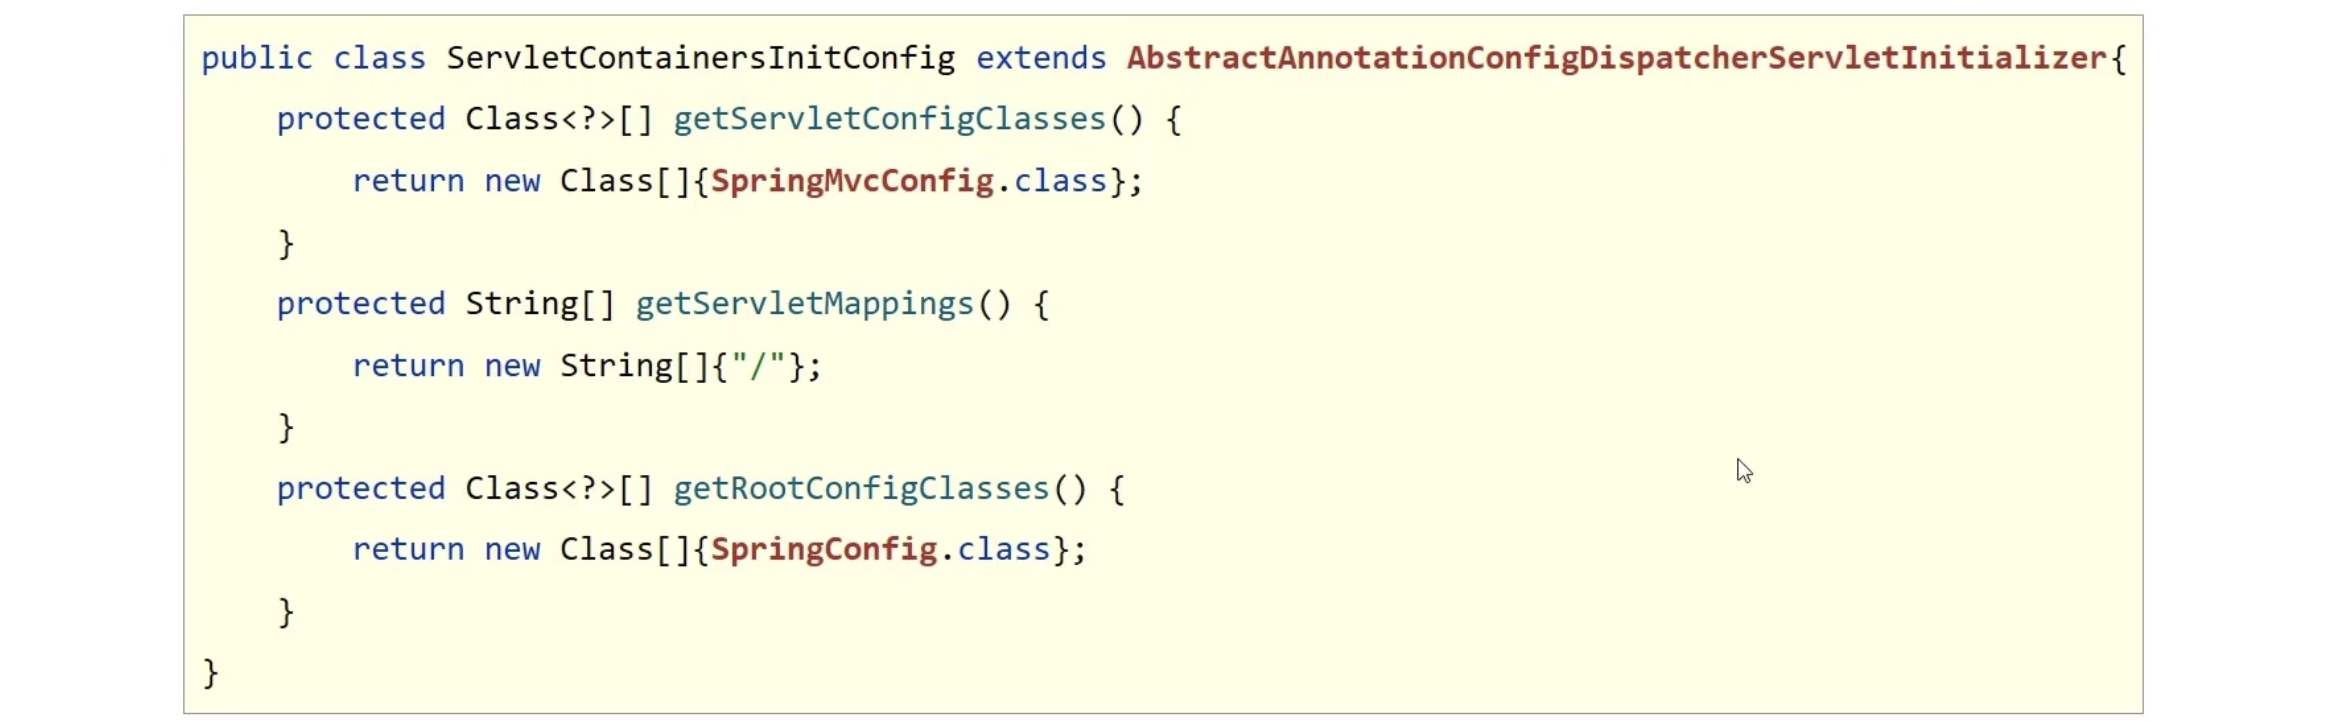 public class ServletContainersInitConfig extends AbstractAnnotationConfigDispatcherServletInitializer{
    protected Class<?>[] getServletConfigClasses() {
        return new Class[]{SpringMvcConfig.class};
    }
    protected String[] getServletMappings() {
        return new String[]{"/"};
    }
    protected Class<?>[] getRootConfigClasses() {
        return new Class[]{SpringConfig.class};
    }
}